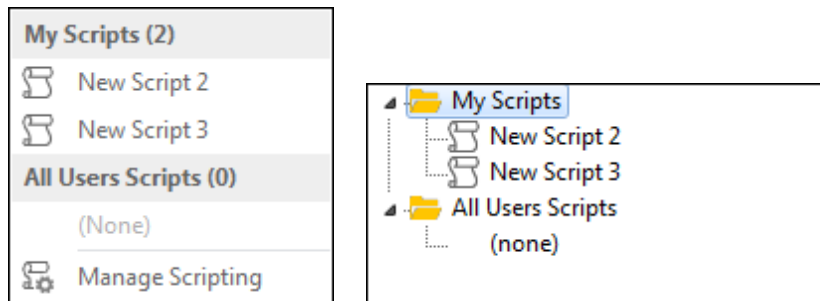 My Scripts (2)
New Script 2
New Script 3
All Users Scripts (0)
(None)
Manage Scripting
My Scripts
New Script 2
New Script 3
All Users Scripts
(none)